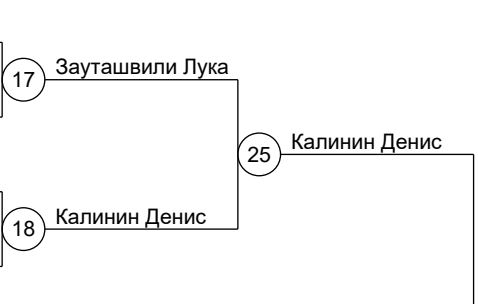 17 Зауташвили Лука
25 Калинин Денис
18 Калинин Денис